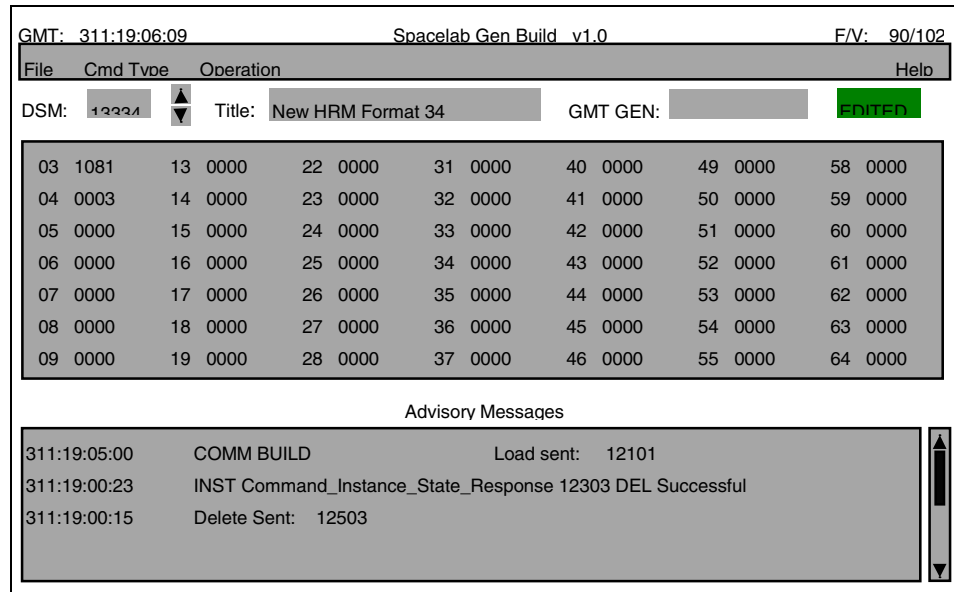 GMT: 311:19:06:09 Spacelab Gen Build v1.0 F/V: 90/102
File Cmd Type Operation Help
DSM: 13334 Title: New HRM Format 34 GMT GEN: EDITED
03 1081 13 0000 22 0000 31 0000 40 0000 49 0000 58 0000
04 0003 14 0000 23 0000 32 0000 41 0000 50 0000 59 0000
05 0000 15 0000 24 0000 33 0000 42 0000 51 0000 60 0000
06 0000 16 0000 25 0000 34 0000 43 0000 52 0000 61 0000
07 0000 17 0000 26 0000 35 0000 44 0000 53 0000 62 0000
08 0000 18 0000 27 0000 36 0000 45 0000 54 0000 63 0000
09 0000 19 0000 28 0000 37 0000 46 0000 55 0000 64 0000
Advisory Messages
311:19:05:00 COMM BUILD Load sent: 12101
311:19:00:23 INST Command_Instance_State_Response 12303 DEL Successful
311:19:00:15 Delete Sent: 12503